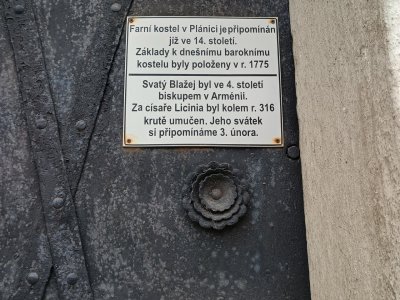 Farní kostel v Plánici je připomínán
již ve 14. století.
Základy k dnešnímu baroknímu
kostelu byly položeny v r. 1775
Svatý Blažej byl ve 4. století
biskupem v Arménii.
Za císaře Licinia byl kolem r. 316
krutě umučen. Jeho svátek
si připomínáme 3. února.